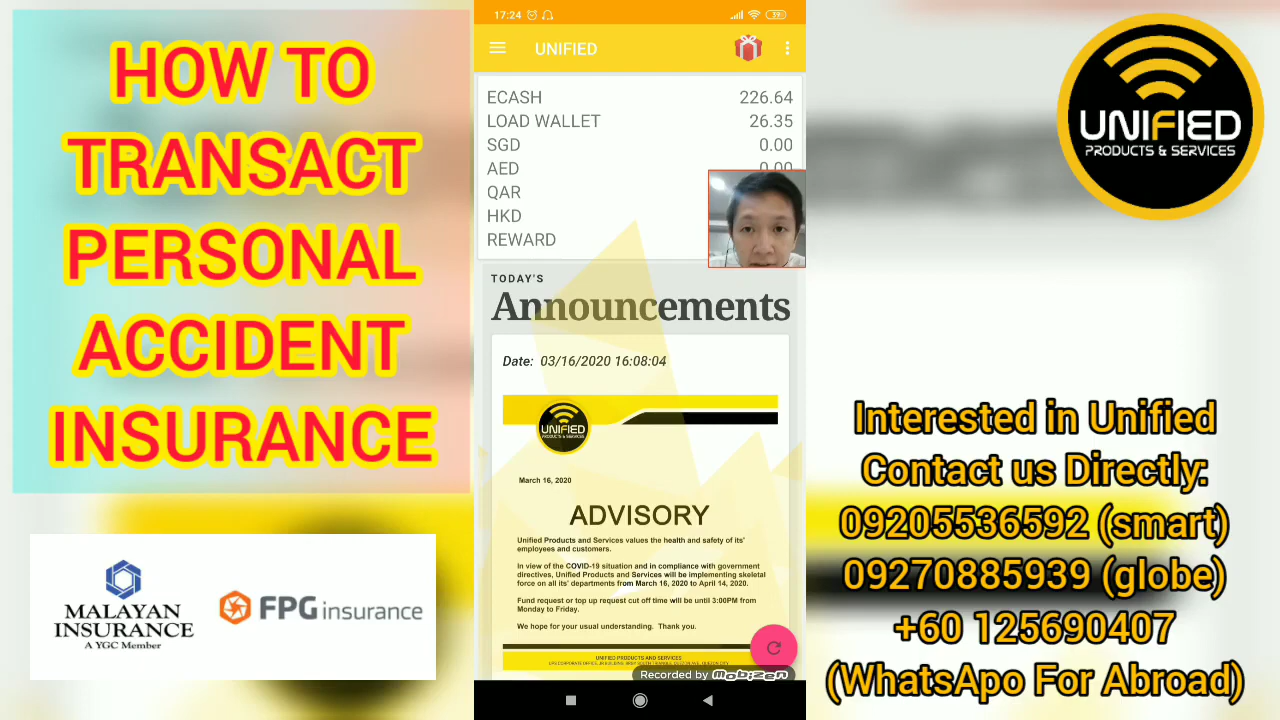 HOW TO
TRANSACT
PERSONAL
ACCIDENT
INSURANCE
MALAYAN
INSURANCE
A YGC Member
FPG insurance
17:24
39
UNIFIED
ECASH 226.64
LOAD WALLET 26.35
SGD 0.00
AED 0.00
QAR
HKD
REWARD
TODAY'S
Announcements
Date: 03/16/2020 16:08:04
UNIFIED
PRODUCTS & SERVICES
March 16, 2020
ADVISORY
Unified Products and Services values the health and safety of its'
employees and customers.
In view of the COVID-19 situation and in compliance with government
directives, Unified Products and Services will be implementing skeletal
force on all its' departments from March 16, 2020 to April 14, 2020.
Fund request or top up request cut off time will be until 3:00PM from
Monday to Friday.
We hope for your usual understanding. Thank you.
UNIFIED PRODUCTS AND SERVICES
Recorded by Mobizen
UNIFIED
PRODUCTS & SERVICES
Interested in Unified
Contact us Directly:
09205536592 (smart)
09270885939 (globe)
+60 125690407
(WhatsApo For Abroad)